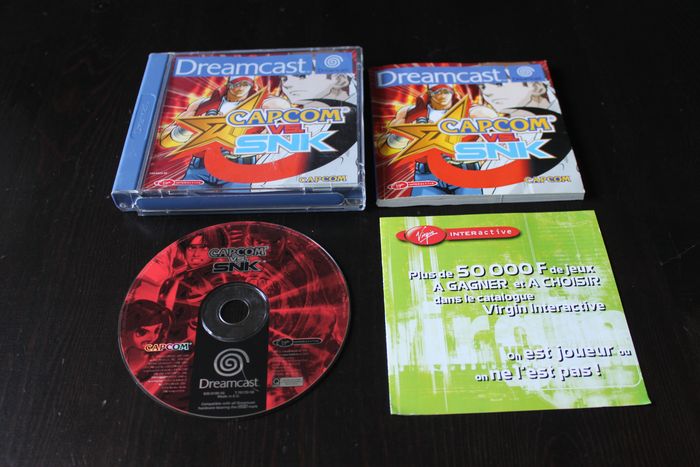 Dreamcast
CAPCOM
VS.
SNK
Virgin INTERactive
CAPCOM
Dreamcast
CAPCOM
VS.
SNK
CAPCOM
CAPCOM
VS.
SNK
CAPCOM
Dreamcast
Virgin INTERactive
Plus de 50 000 F de jeux
A GAGNER et A CHOISIR
dans le catalogue
Virgin Interactive
on est joueur ou
on ne l'est pas !